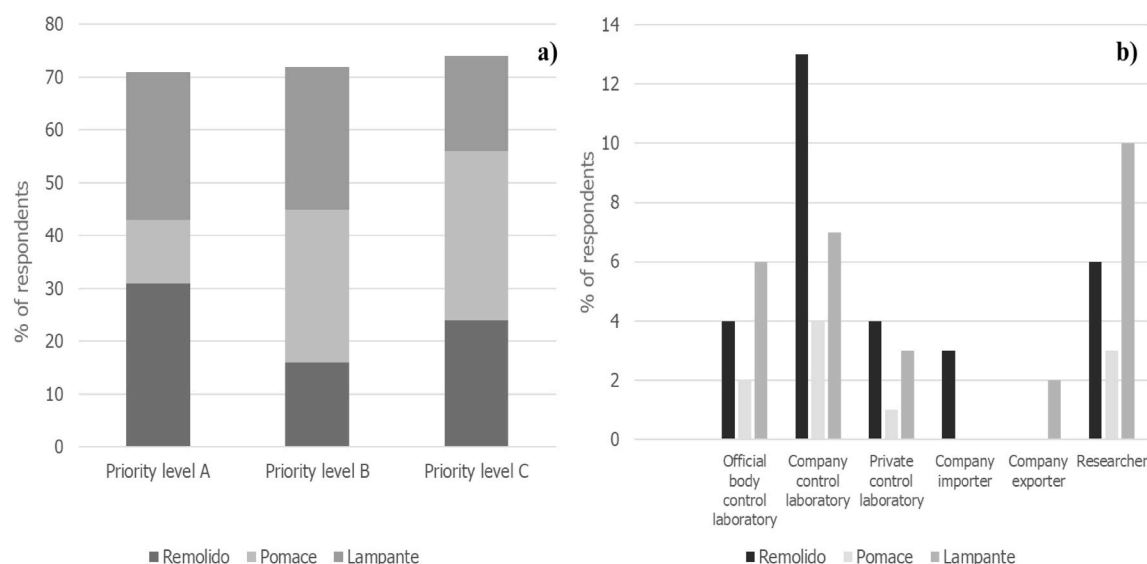 80
70
60
50
40
30
20
10
0
% of respondents
a)
Priority level A
Priority level B
Priority level C
Remolido Pomace Lampante
14
12
10
8
6
4
2
0
% of respondents
b)
Official
body
control
laboratory
Company
control
laboratory
Private
control
laboratory
Company
importer
Company
exporter
Researcher
Remolido Pomace Lampante